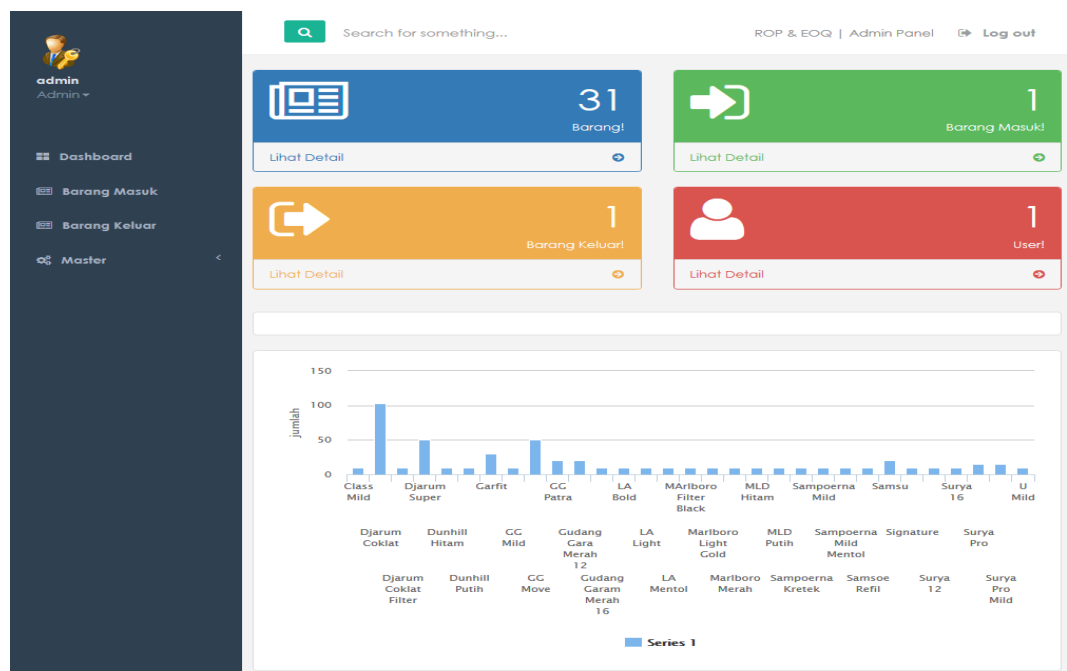 admin
Admin
Dashboard
Barang Masuk
Barang Keluar
Master
Search for something...
ROP & EOQ | Admin Panel
Log out
31
Barang!
Lihat Detail
1
Barang Masuk!
Lihat Detail
1
Barang Keluar!
Lihat Detail
1
User!
Lihat Detail
150
100
50
0
jumlah
Class Mild
Djarum Coklat
Djarum Coklat Filter
Djarum Super
Dunhill Hitam
Dunhill Putih
Garfit
GG Mild
GG Move
GG Patra
Gudang Gara Merah 12
Gudang Garam Merah 16
LA Bold
LA Light
LA Mentol
MArlboro Filter Black
Marlboro Light Gold
Marlboro Merah
MLD Hitam
MLD Putih
Sampoerna Kretek
Sampoerna Mild
Sampoerna Mild Mentol
Samsoe Refil
Samsu
Signature
Surya 12
Surya 16
Surya Pro
Surya Pro Mild
U Mild
Series 1